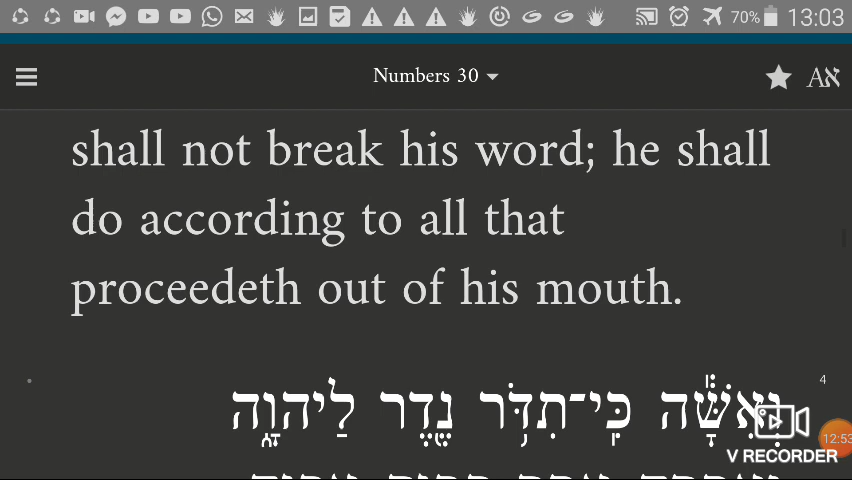 70% 13:03
Numbers 30
shall not break his word; he shall
do according to all that
proceedeth out of his mouth.
4
וְאִשָּׁ֕ה כִּֽי־תִדֹּ֥ר נֶ֖דֶר לַיהוָ֑ה
V RECORDER
12:53